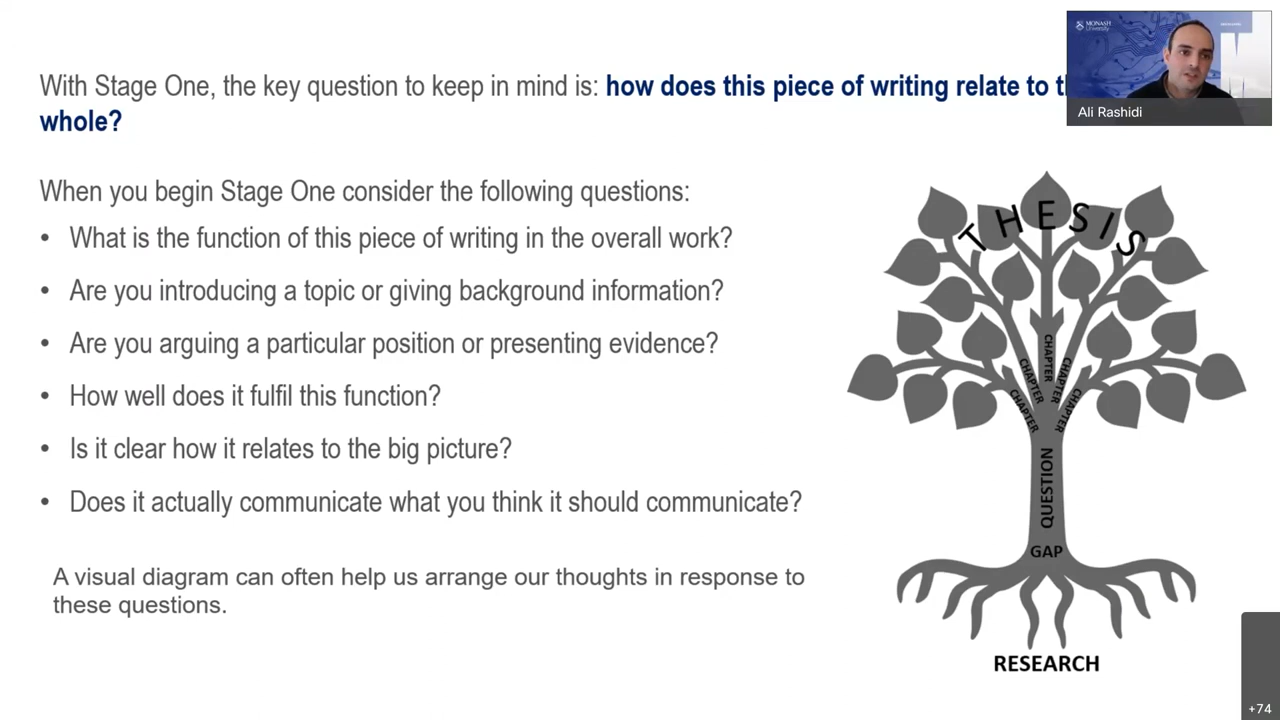 With Stage One, the key question to keep in mind is: how does this piece of writing relate to
whole?
When you begin Stage One consider the following questions:
• What is the function of this piece of writing in the overall work?
• Are you introducing a topic or giving background information?
• Are you arguing a particular position or presenting evidence?
• How well does it fulfil this function?
• Is it clear how it relates to the big picture?
• Does it actually communicate what you think it should communicate?
A visual diagram can often help us arrange our thoughts in response to
these questions.
MONASH
University
Ali Rashidi
THESIS
CHAPTER
CHAPTER
CHAPTER
CHAPTER
CHAPTER
QUESTION
GAP
RESEARCH
+74